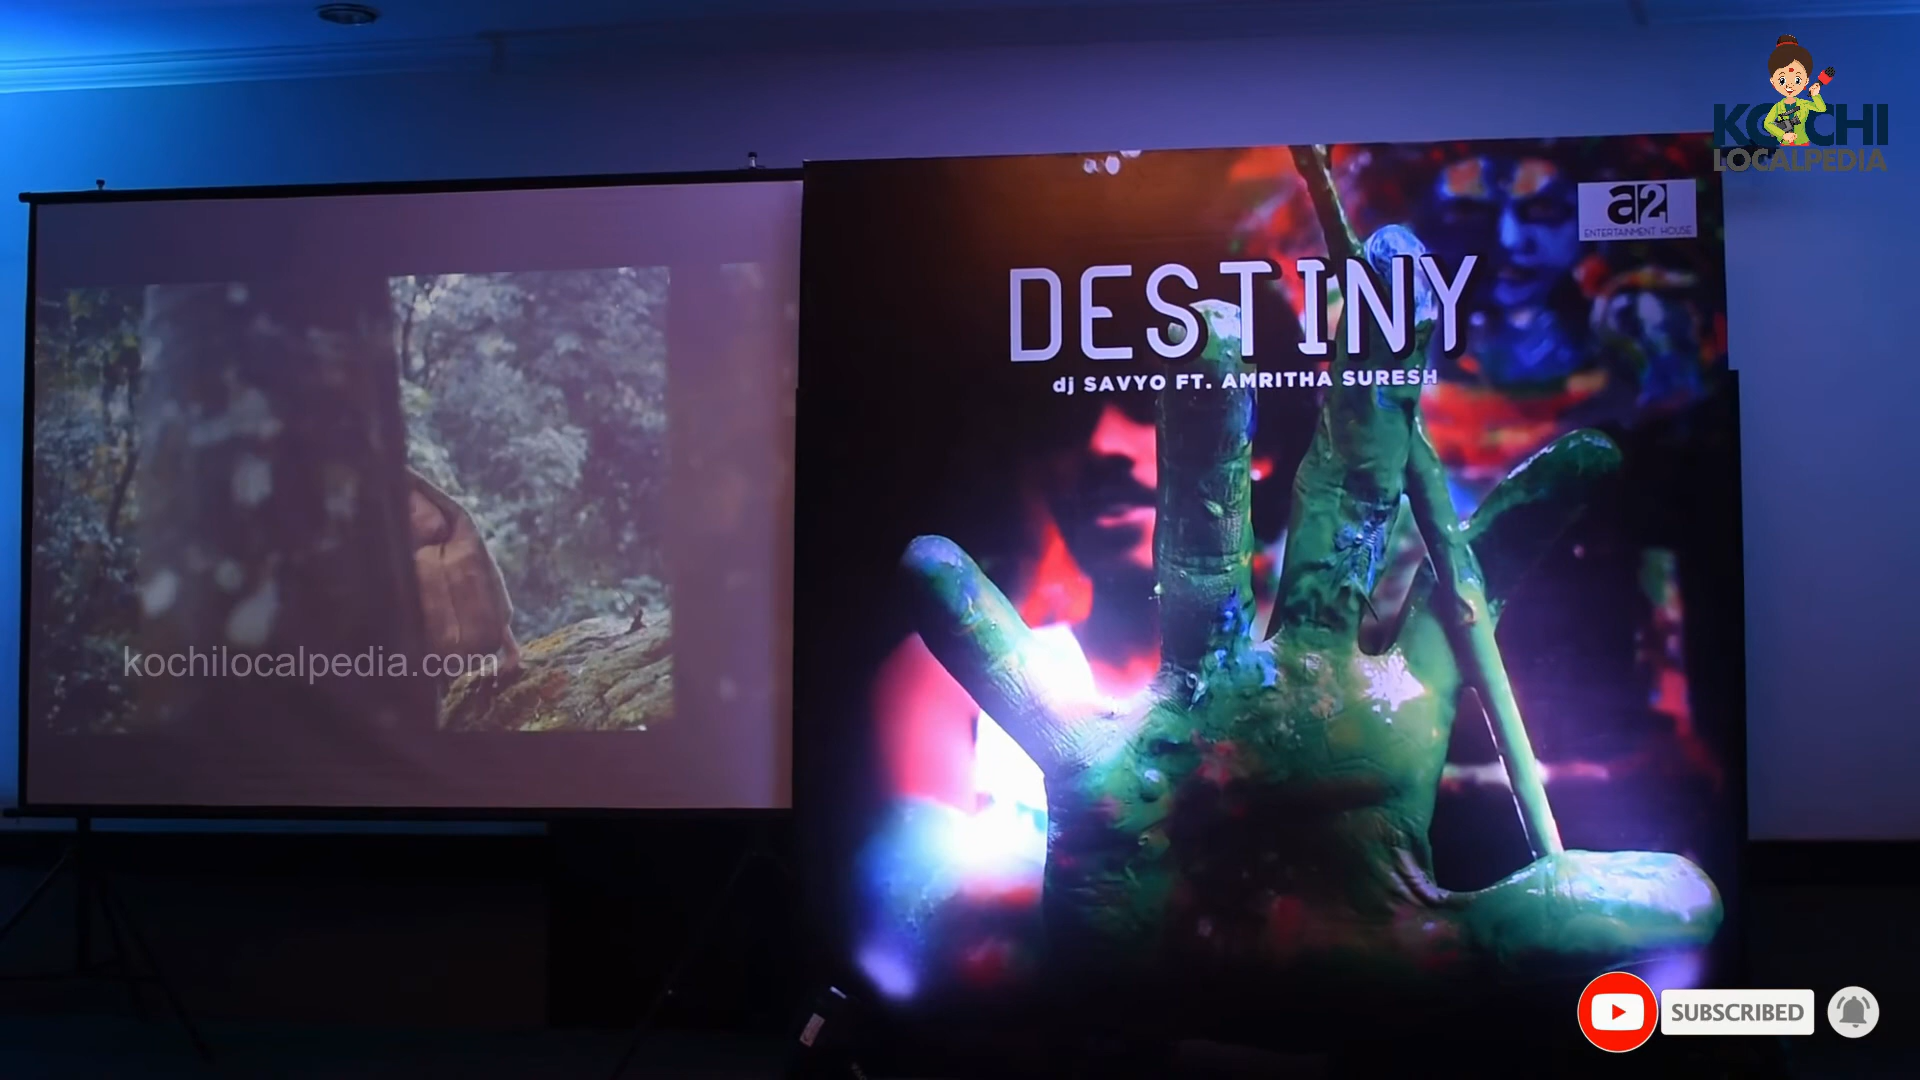 KOCHI
LOCALPEDIA
a2
ENTERTAINMENT HOUSE
DESTINY
dj SAVYO FT. AMRITHA SURESH
kochilocalpedia.com
SUBSCRIBED